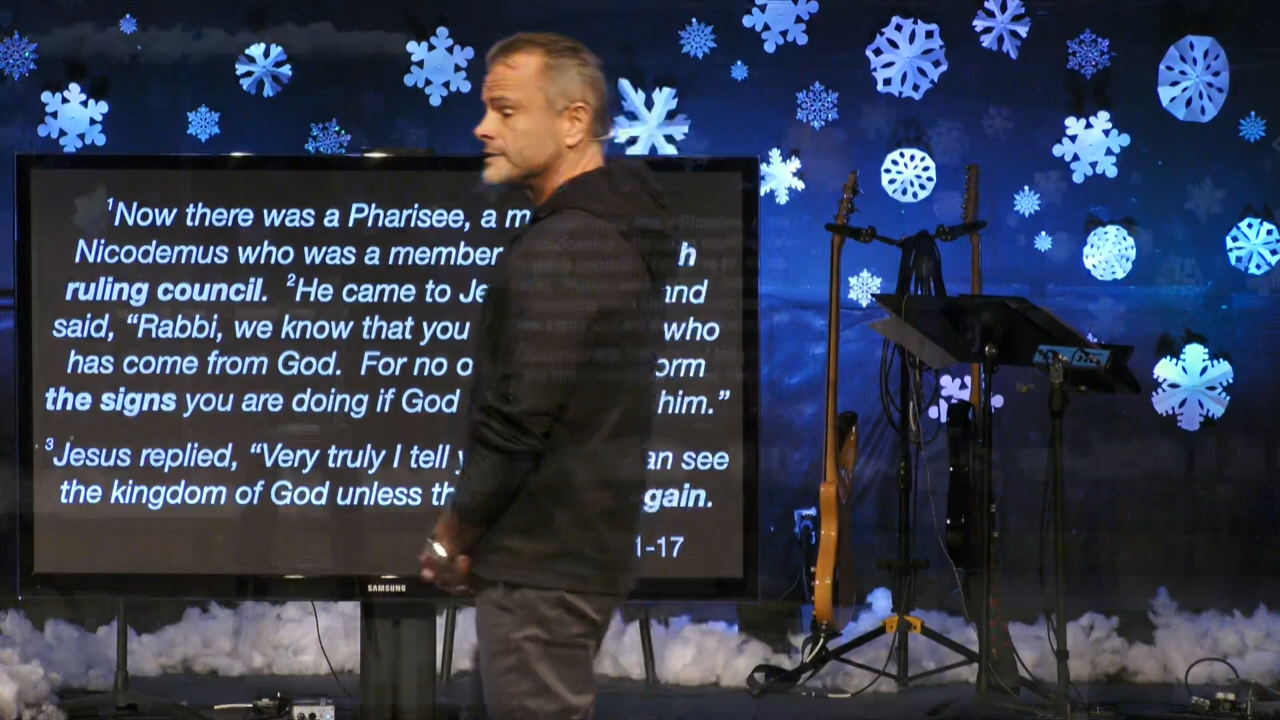 ¹Now there was a Pharisee, a m
Nicodemus who was a member h
ruling council. ²He came to Je and
said, “Rabbi, we know that you who
has come from God. For no o orm
the signs you are doing if God him.”
³Jesus replied, “Very truly I tell y an see
the kingdom of God unless th gain.
1-17
SAMSUNG